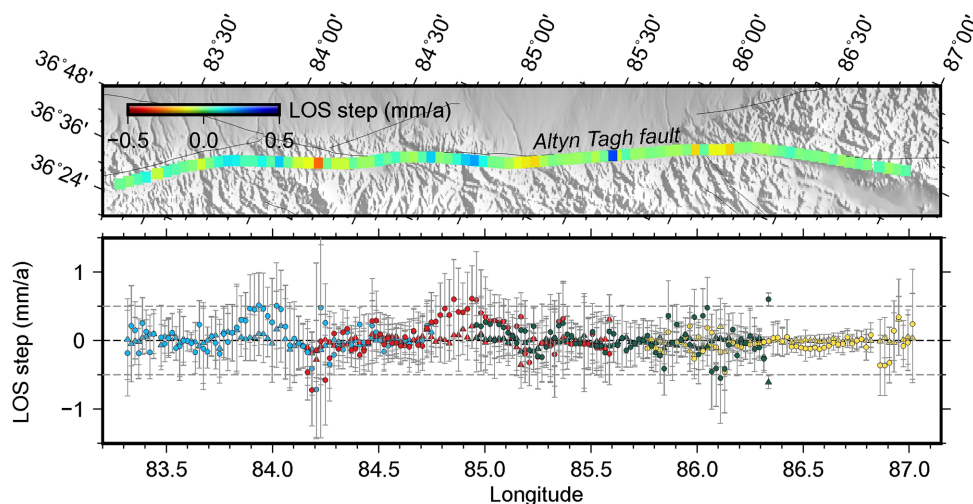 83°30' 84°00' 84°30' 85°00' 85°30' 86°00' 86°30' 87°00'
36°48'
36°36'
36°24'
LOS step (mm/a)
−0.5 0.0 0.5
Altyn Tagh fault
LOS step (mm/a)
1
0
−1
83.5 84.0 84.5 85.0 85.5 86.0 86.5 87.0
Longitude